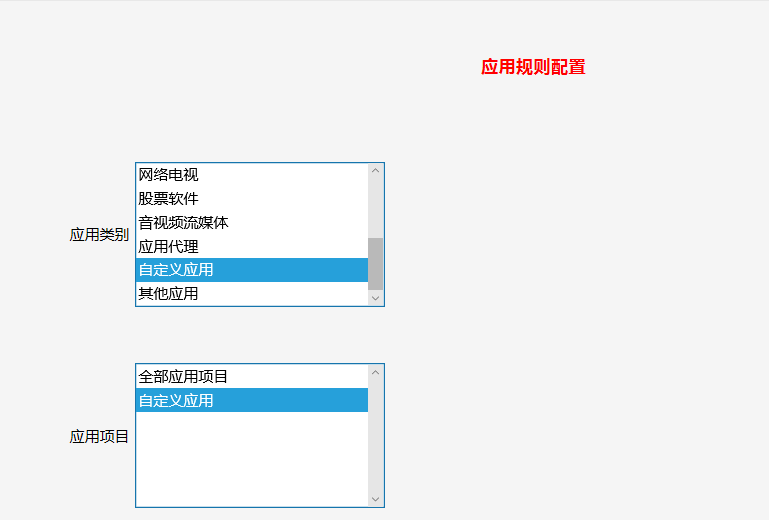 应用规则配置
网络电视
股票软件
音视频流媒体
应用类别
应用代理
自定义应用
其他应用
全部应用项目
自定义应用
应用项目